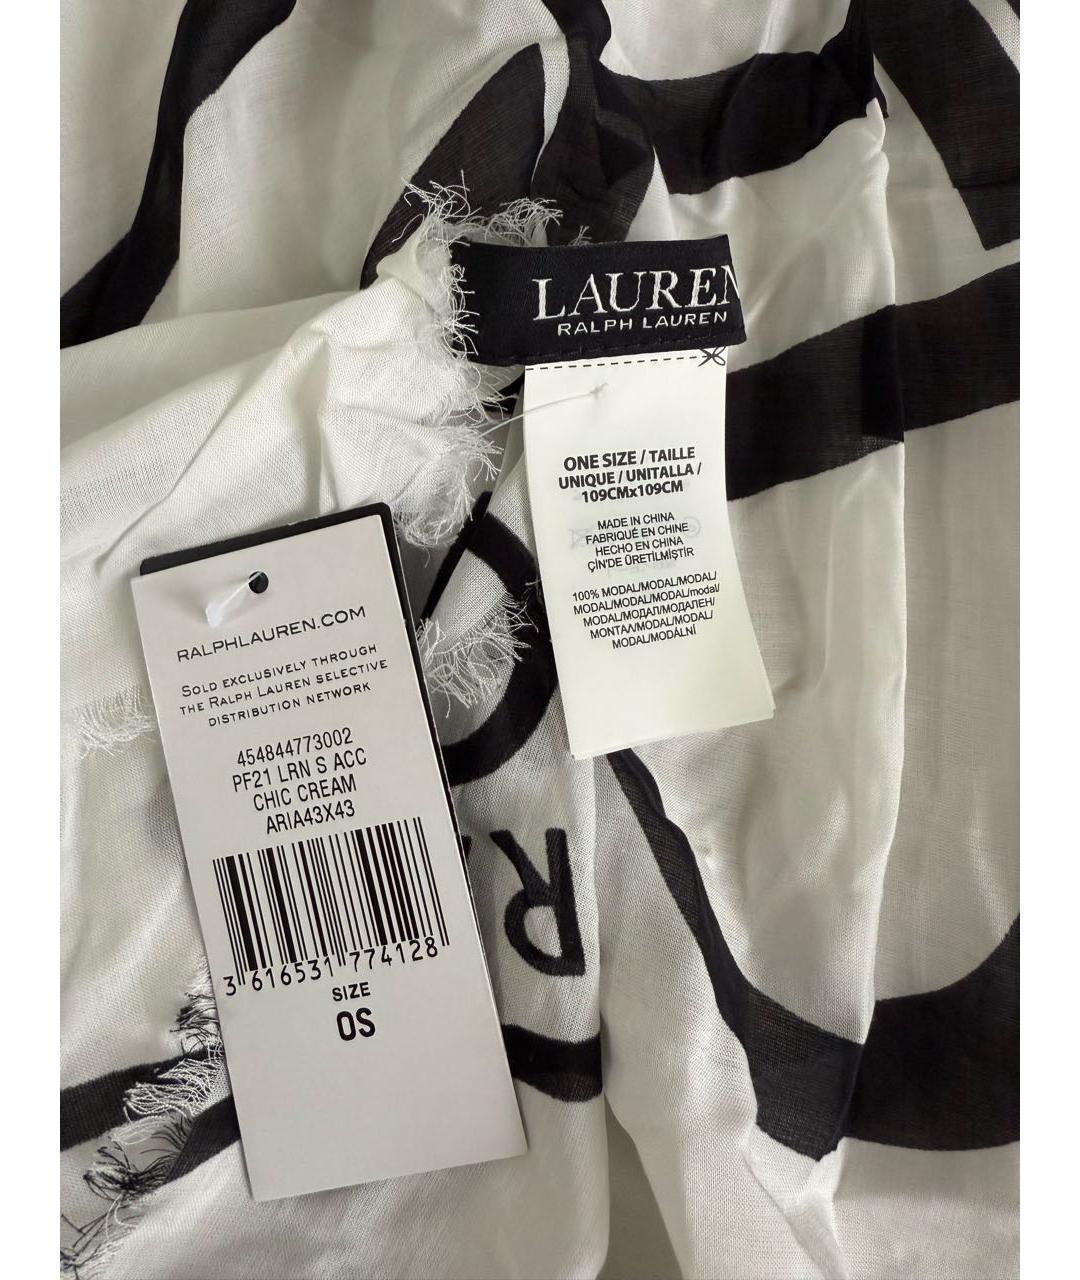 LAUREN
RALPH LAUREN
ONE SIZE / TAILLE
UNIQUE / UNITALLA /
109CMx109CM
MADE IN CHINA
FABRIQUÉ EN CHINE
HECHO EN CHINA
ÇİN'DE ÜRETİLMİŞTİR
100% MODAL/MODAL/MODAL/
MODAL/MODAL/MODAL/modal/
MODAL/МОДАЛ/МОДАЛЕН/
ΜΟΝΤΑΛ/MODAL/MODAL/
MODAL/MODÁLNÍ
RALPHLAUREN.COM
SOLD EXCLUSIVELY THROUGH
THE RALPH LAUREN SELECTIVE
DISTRIBUTION NETWORK
454844773002
PF21 LRN S ACC
CHIC CREAM
ARIA43X43
3 616531 774128
SIZE
OS
R